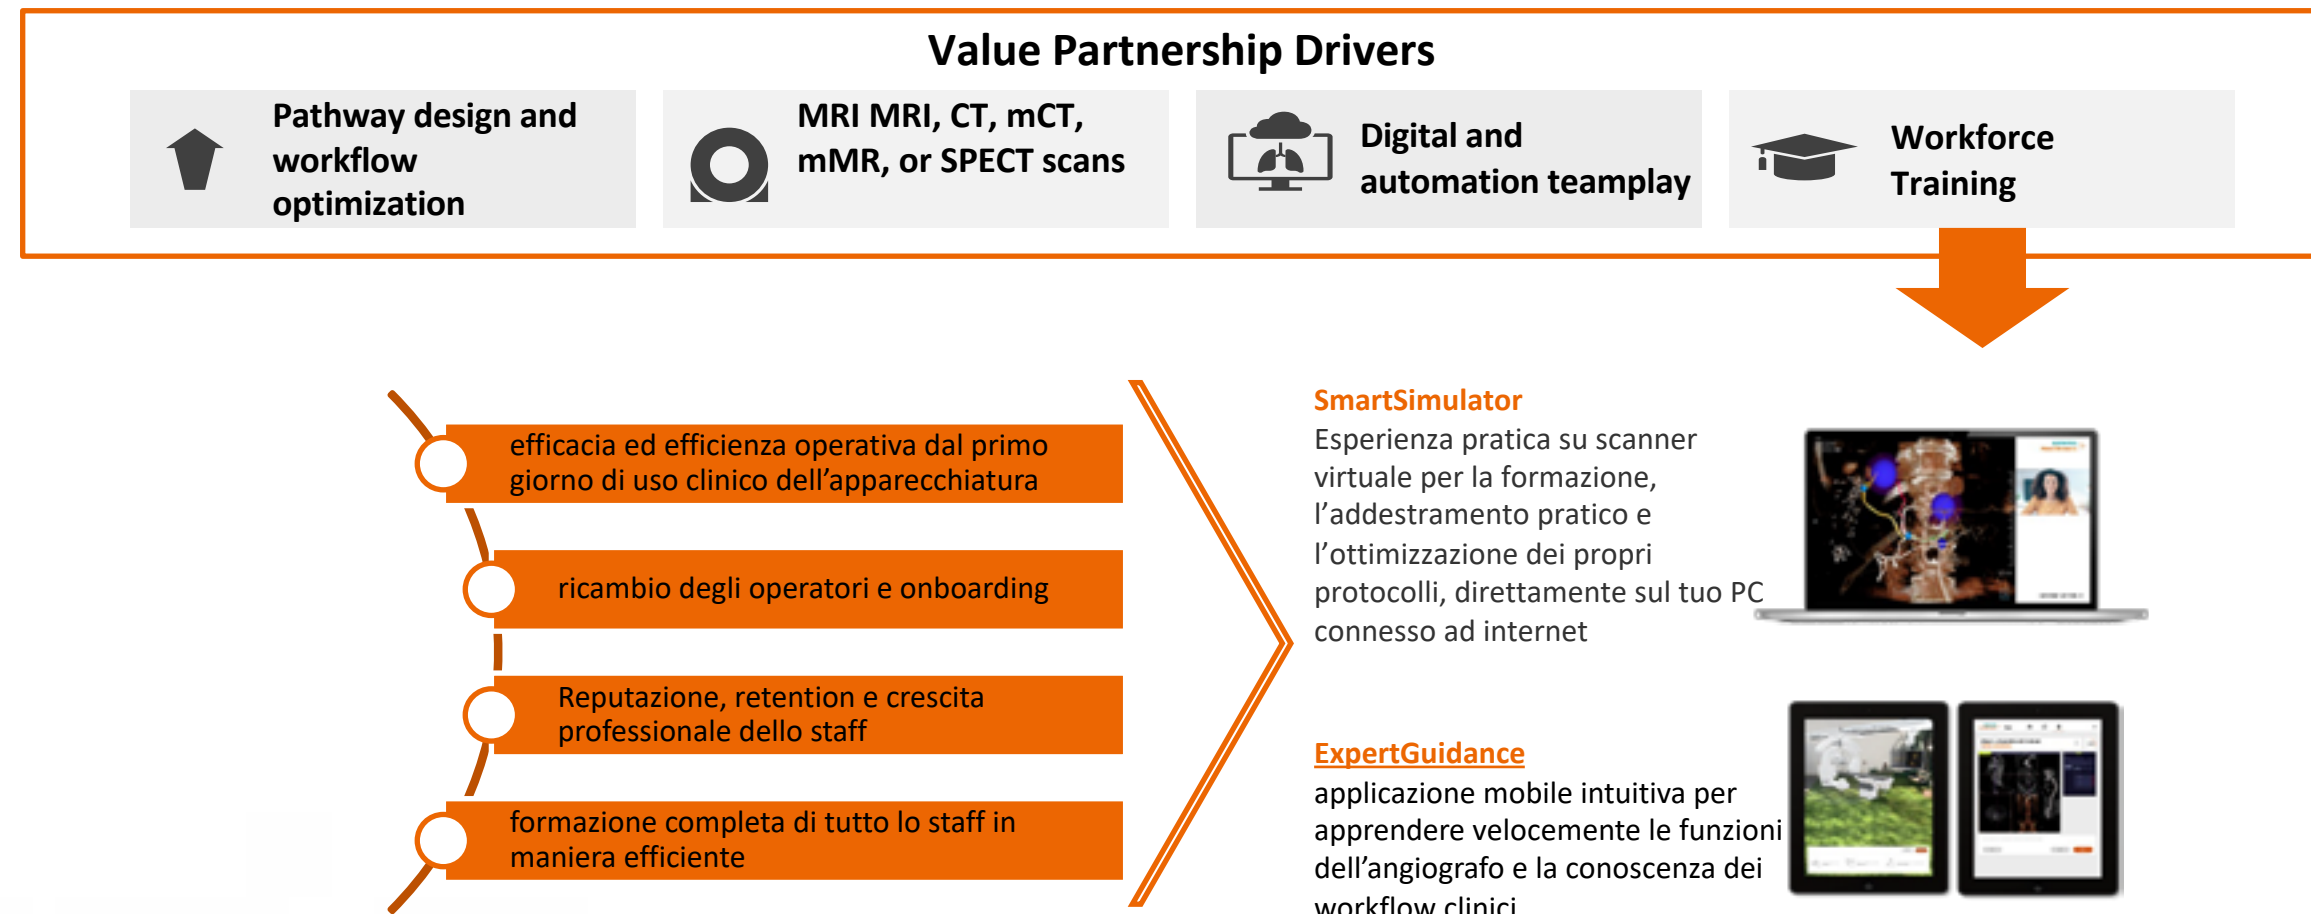 Value Partnership Drivers
Pathway design and
workflow
optimization
MRI MRI, CT, mCT,
mMR, or SPECT scans
Digital and
automation teamplay
Workforce
Training
efficacia ed efficienza operativa dal primo
giorno di uso clinico dell'apparecchiatura
ricambio degli operatori e onboarding
Reputazione, retention e crescita
professionale dello staff
formazione completa di tutto lo staff in
maniera efficiente
SmartSimulator
Esperienza pratica su scanner
virtuale per la formazione,
l'addestramento pratico e
l'ottimizzazione dei propri
protocolli, direttamente sul tuo PC
connesso ad internet
ExpertGuidance
applicazione mobile intuitiva per
apprendere velocemente le funzioni
dell'angiografo e la conoscenza dei
workflow clinici